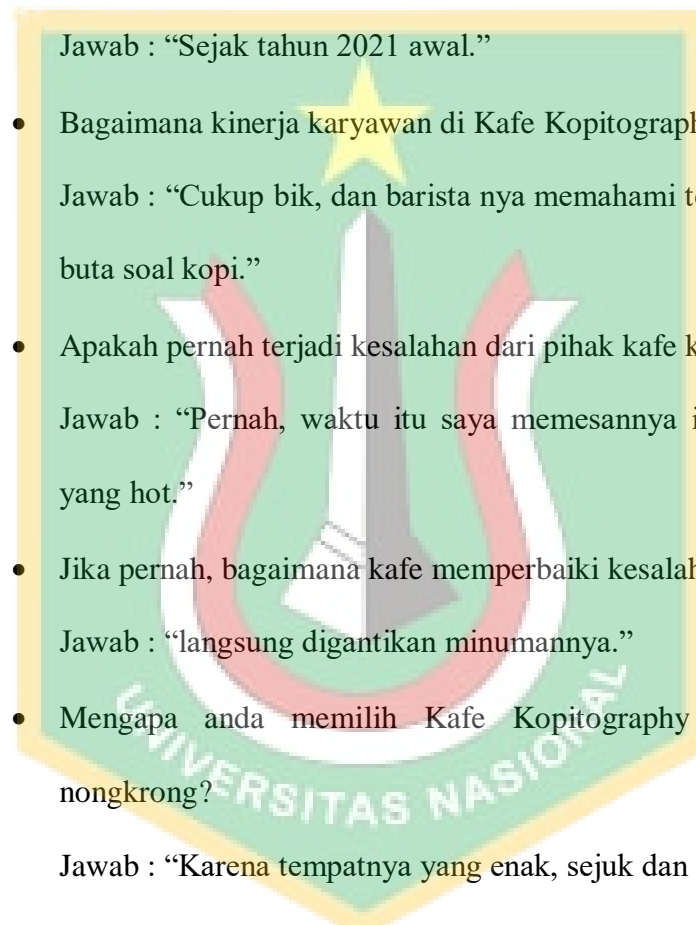 Jawab : “Sejak tahun 2021 awal.”
• Bagaimana kinerja karyawan di Kafe
Jawab : “Cukup bik, dan barista nya memahami
buta soal kopi.”
• Apakah pernah terjadi kesalahan dari pihak kafe
Jawab : “Pernah, waktu itu saya memesannya
yang hot.”
• Jika pernah, bagaimana kafe memperbaiki
Jawab : “langsung digantikan minumannya.”
• Mengapa anda memilih Kafe Kopitography
nongkrong?
Jawab : “Karena tempatnya yang enak, sejuk dan
UNIVERSITAS NASIONAL